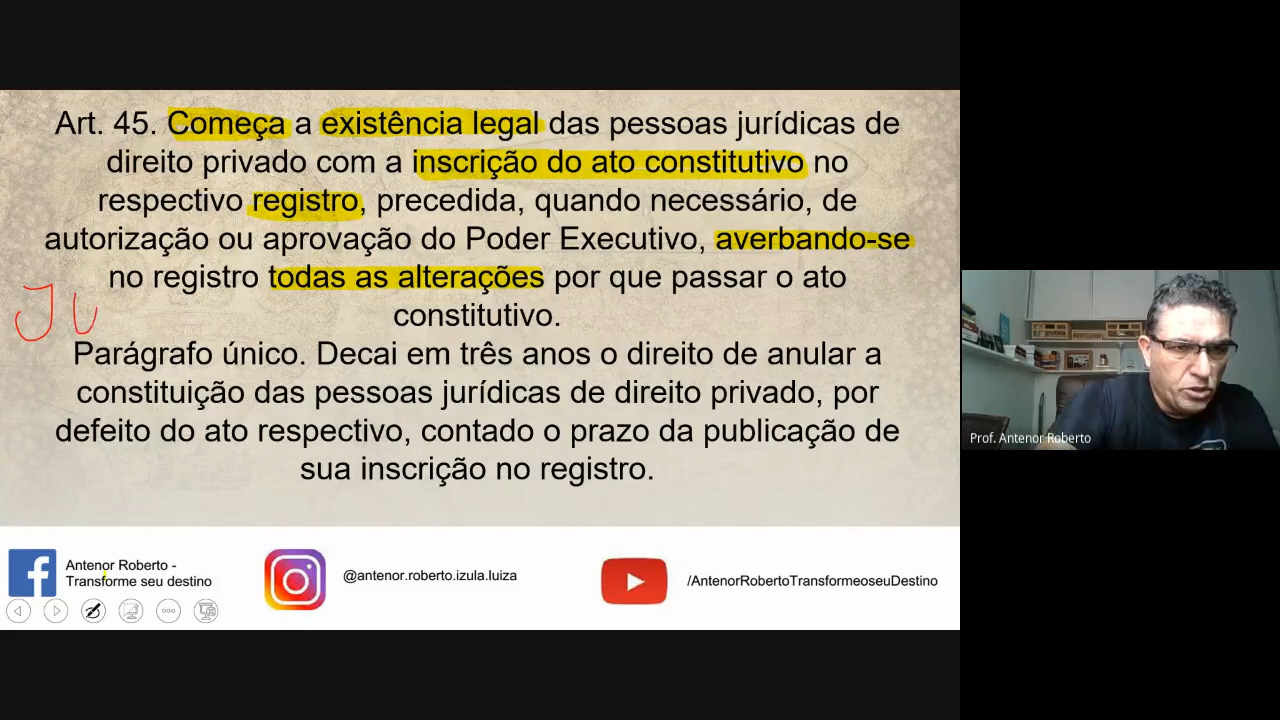 Art. 45. Começa a existência legal das pessoas jurídicas de
direito privado com a inscrição do ato constitutivo no
respectivo registro, precedida, quando necessário, de
autorização ou aprovação do Poder Executivo, averbando-se
no registro todas as alterações por que passar o ato
constitutivo.
JU
Parágrafo único. Decai em três anos o direito de anular a
constituição das pessoas jurídicas de direito privado, por
defeito do ato respectivo, contado o prazo da publicação de
sua inscrição no registro.
Prof. Antenor Roberto
Antenor Roberto -
Transforme seu destino
@antenor.roberto.izula.luiza
/AntenorRobertoTransformeoseuDestino